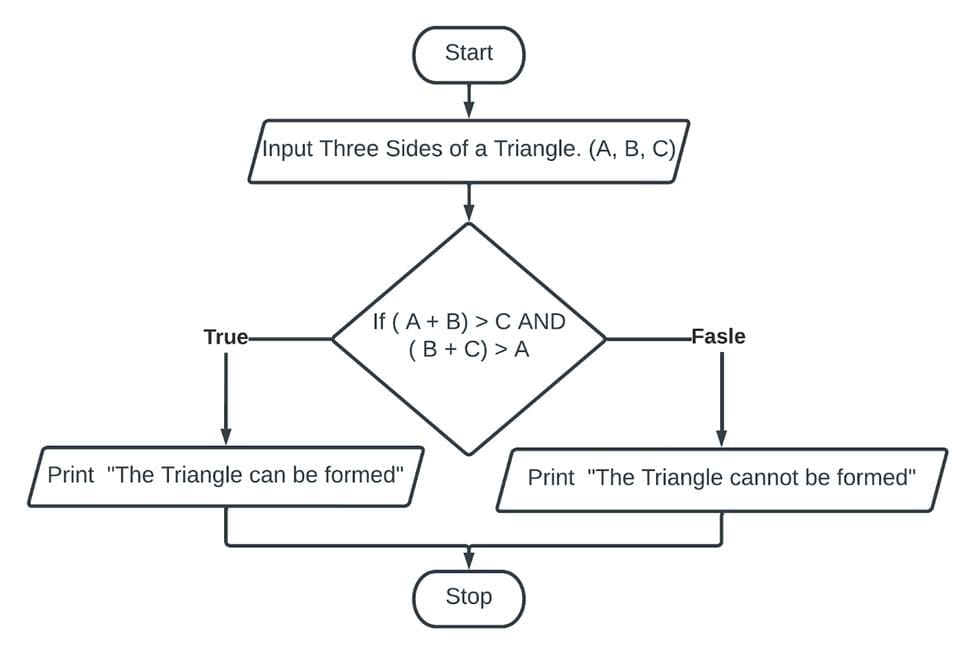 Start
Input Three Sides of a Triangle. (A, B, C)
If ( A + B) > C AND
( B + C) > A
True
Fasle
Print  "The Triangle can be formed"
Print  "The Triangle cannot be formed"
Stop